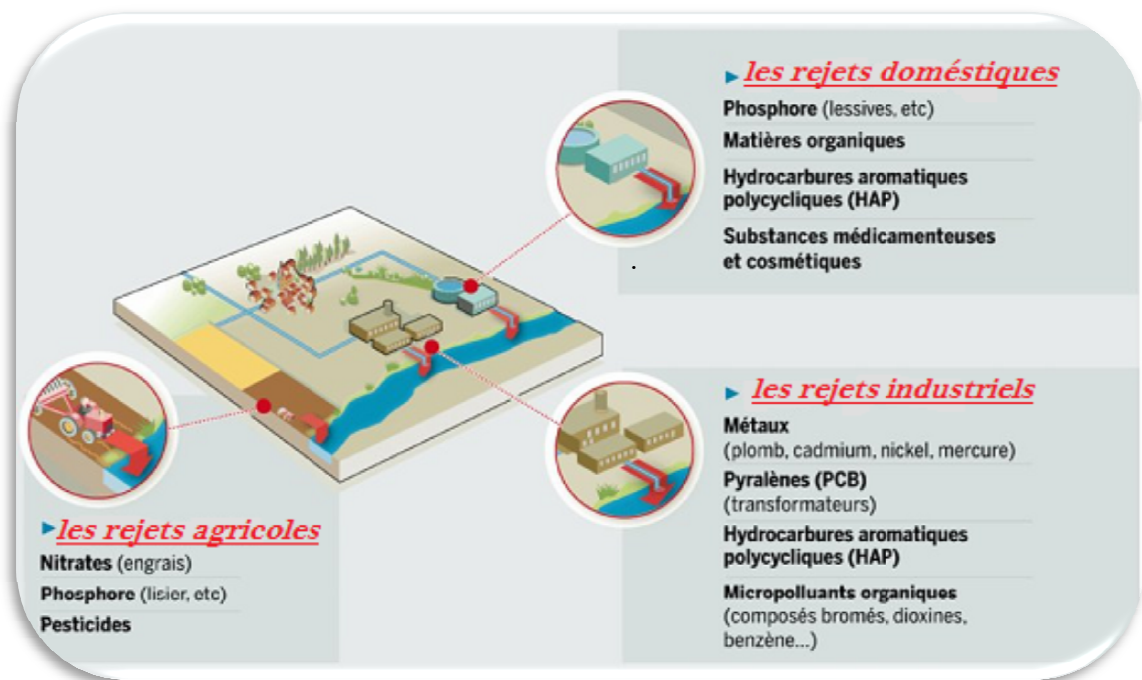 ► les rejets doméstiques
Phosphore (lessives, etc)
Matières organiques
Hydrocarbures aromatiques
polycycliques (HAP)
Substances médicamenteuses
et cosmétiques
► les rejets industriels
Métaux
(plomb, cadmium, nickel, mercure)
Pyralènes (PCB)
(transformateurs)
Hydrocarbures aromatiques
polycycliques (HAP)
Micropolluants organiques
(composés bromés, dioxines,
benzène...)
► les rejets agricoles
Nitrates (engrais)
Phosphore (lisier, etc)
Pesticides